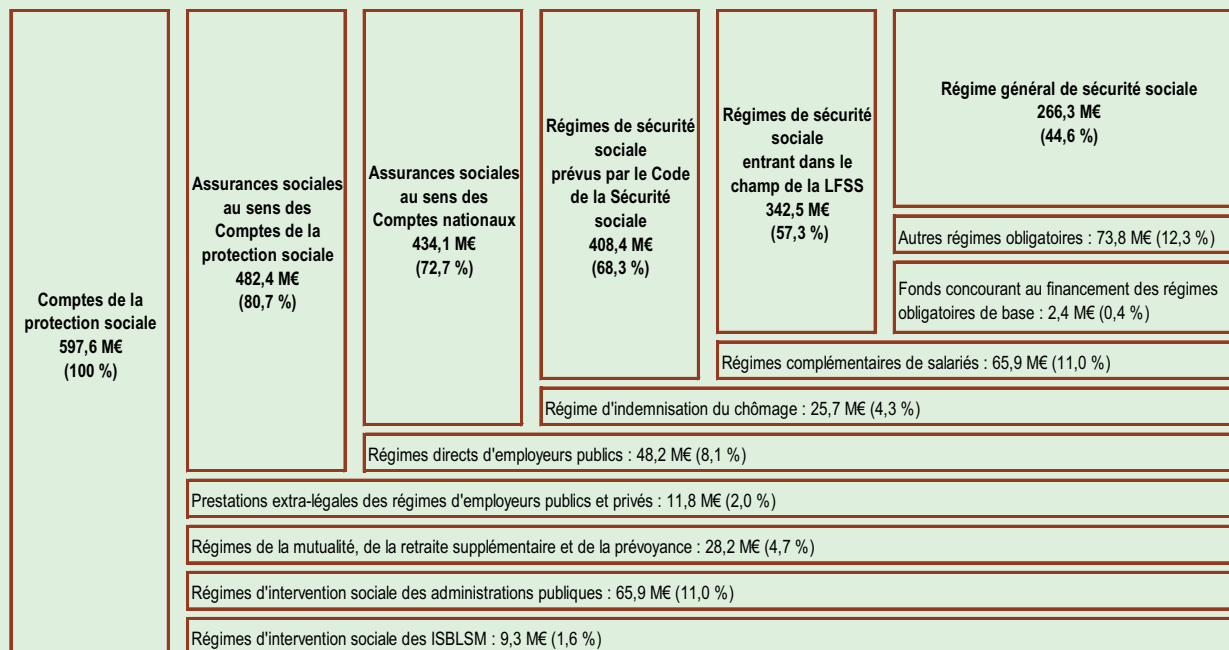 Comptes de la
protection sociale
597,6 M€
(100 %)
Assurances sociales
au sens des
Comptes de la
protection sociale
482,4 M€
(80,7 %)
Assurances sociales
au sens des
Comptes nationaux
434,1 M€
(72,7 %)
Régimes de sécurité
sociale
prévus par le Code
de la Sécurité
sociale
408,4 M€
(68,3 %)
Régimes de sécurité
sociale
entrant dans le
champ de la LFSS
342,5 M€
(57,3 %)
Régime général de sécurité sociale
266,3 M€
(44,6 %)
Autres régimes obligatoires : 73,8 M€ (12,3 %)
Fonds concourant au financement des régimes
obligatoires de base : 2,4 M€ (0,4 %)
Régimes complémentaires de salariés : 65,9 M€ (11,0 %)
Régime d'indemnisation du chômage : 25,7 M€ (4,3 %)
Régimes directs d'employeurs publics : 48,2 M€ (8,1 %)
Prestations extra-légales des régimes d'employeurs publics et privés : 11,8 M€ (2,0 %)
Régimes de la mutualité, de la retraite supplémentaire et de la prévoyance : 28,2 M€ (4,7 %)
Régimes d'intervention sociale des administrations publiques : 65,9 M€ (11,0 %)
Régimes d'intervention sociale des ISBLSM : 9,3 M€ (1,6 %)